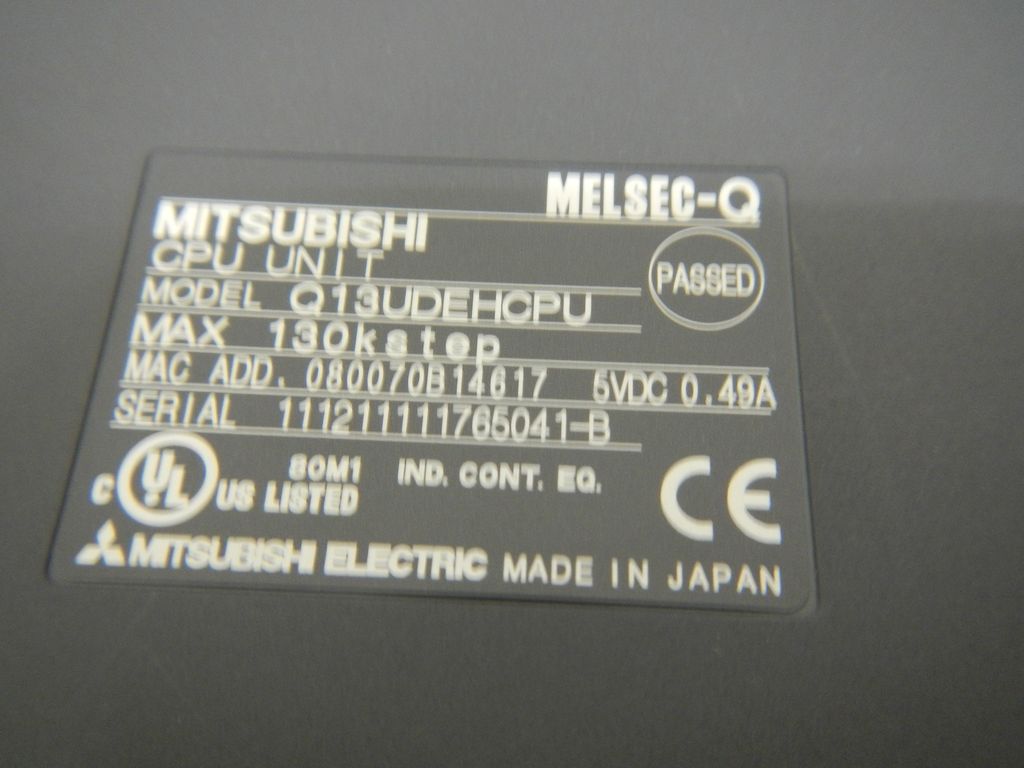 MELSEC-Q
MITSUBISHI
CPU UNIT
PASSED
MODEL Q13UDEHCPU
MAX 130kstep
MAC ADD. 080070B14617 5VDC 0.49A
SERIAL 111211111765041-B
C UL US LISTED 80M1 IND. CONT. EQ.
CE
MITSUBISHI ELECTRIC MADE IN JAPAN